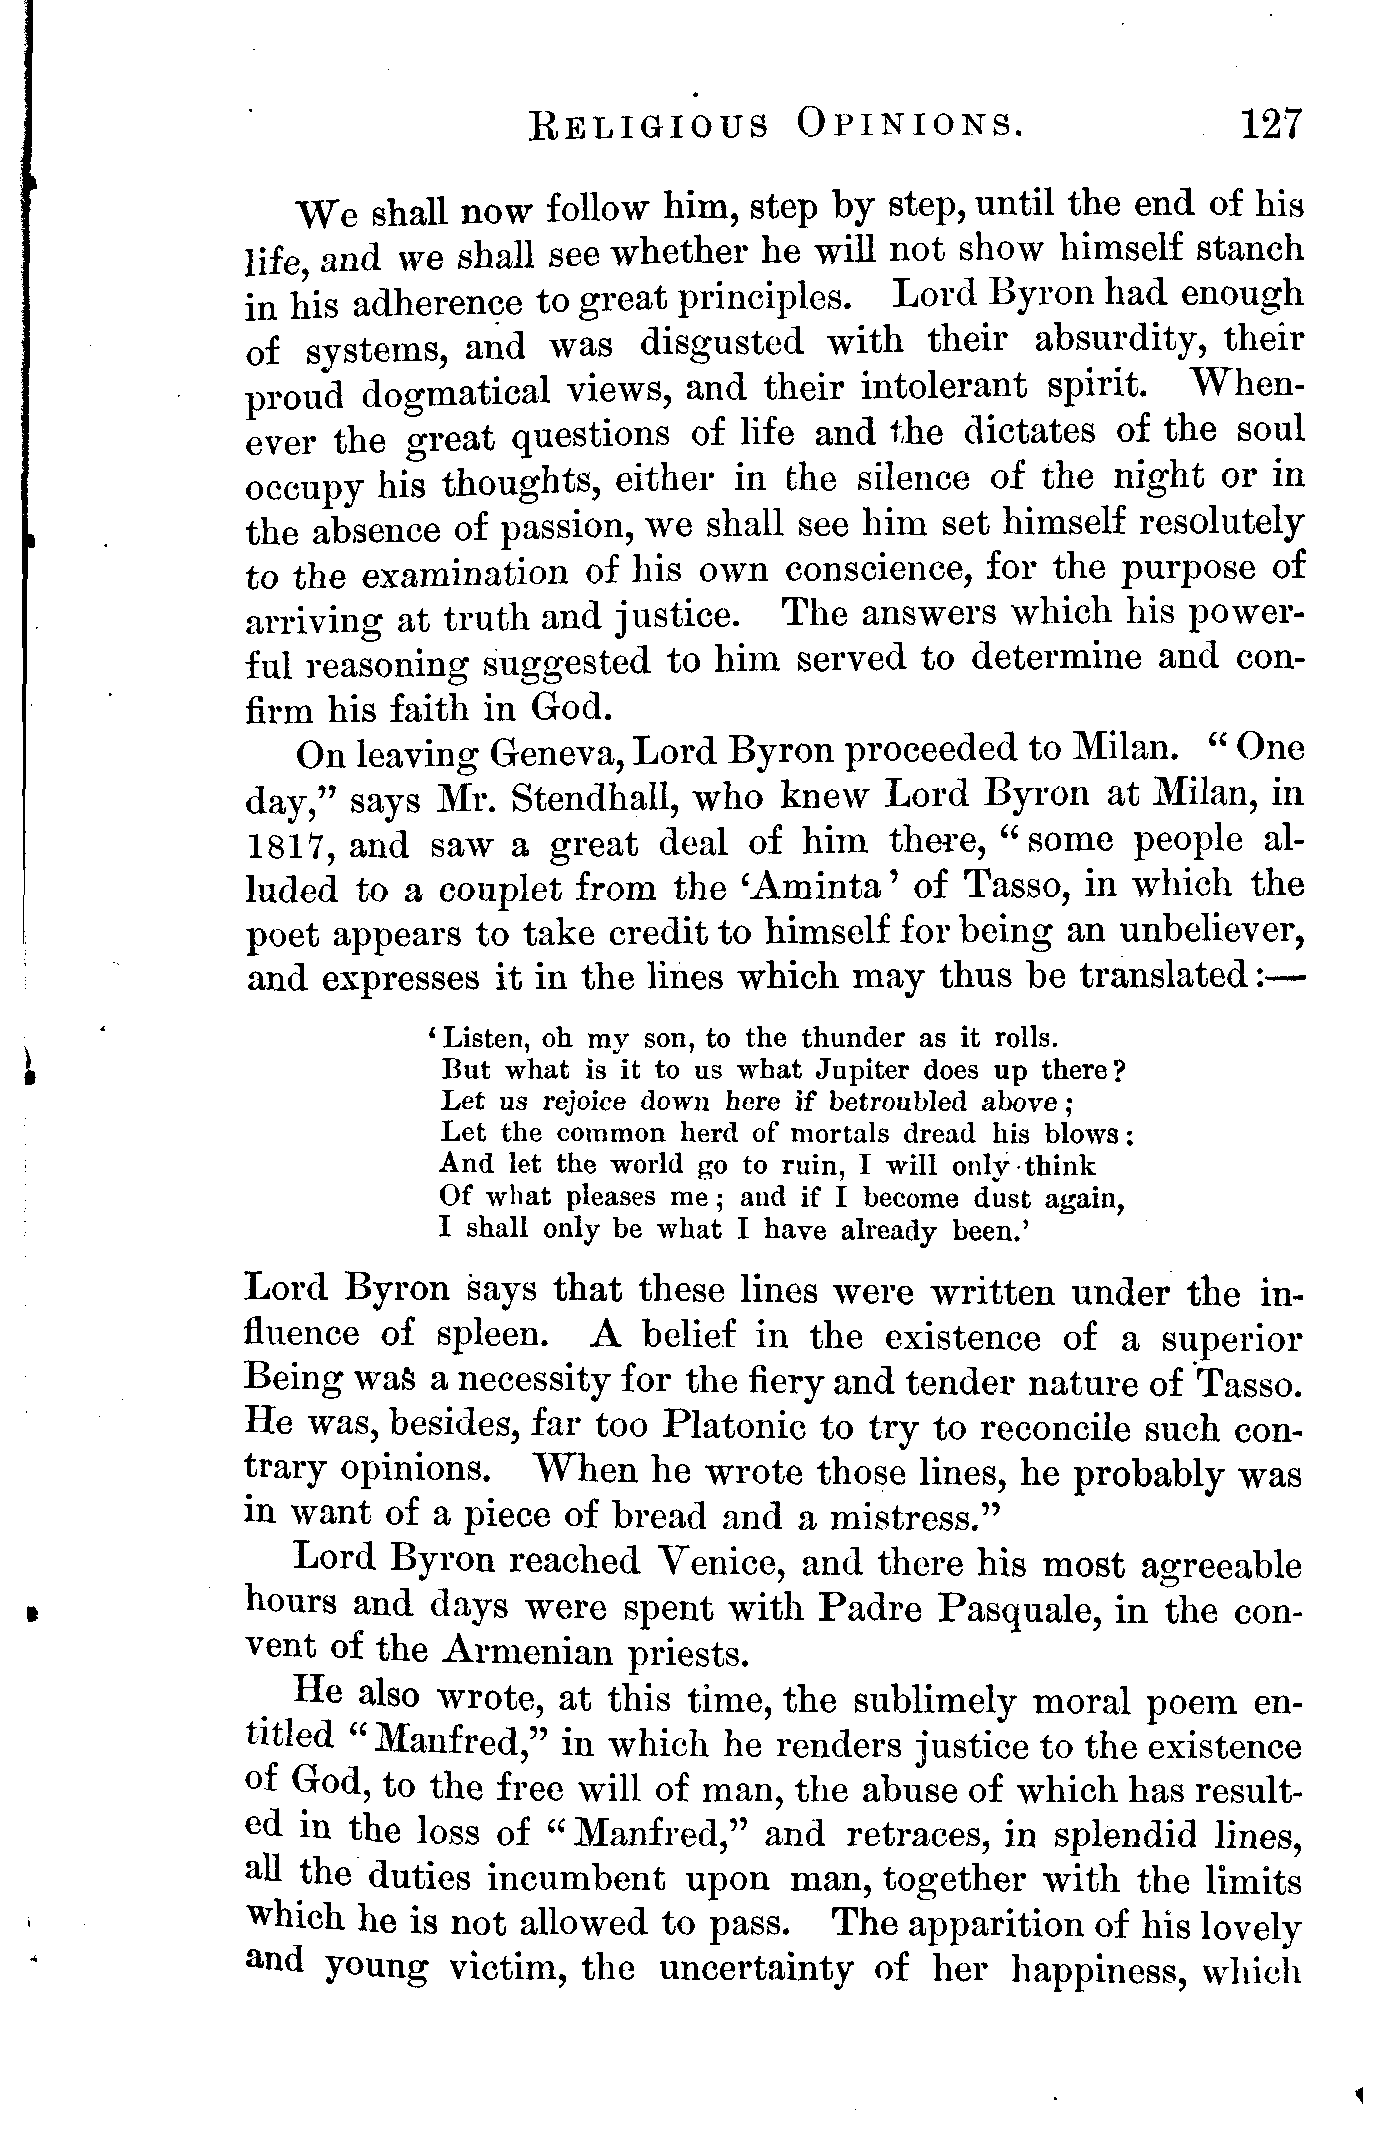 RELIGIOUS OPINIONS. 127
We shall now follow him, step by step, until the end of his
life, and we shall see whether he will not show himself stanch
in his adherence to great principles. Lord Byron had enough
of systems, and was disgusted with their absurdity, their
proud dogmatical views, and their intolerant spirit. When-
ever the great questions of life and the dictates of the soul
occupy his thoughts, either in the silence of the night or in
the absence of passion, we shall see him set himself resolutely
to the examination of his own conscience, for the purpose of
arriving at truth and justice. The answers which his power-
ful reasoning suggested to him served to determine and con-
firm his faith in God.
On leaving Geneva, Lord Byron proceeded to Milan. "One
day," says Mr. Stendhall, who knew Lord Byron at Milan, in
1817, and saw a great deal of him there, "some people al-
luded to a couplet from the 'Aminta' of Tasso, in which the
poet appears to take credit to himself for being an unbeliever,
and expresses it in the lines which may thus be translated:—
'Listen, oh my son, to the thunder as it rolls.
But what is it to us what Jupiter does up there?
Let us rejoice down here if betroubled above;
Let the common herd of mortals dread his blows:
And let the world go to ruin, I will only think
Of what pleases me; and if I become dust again,
I shall only be what I have already been.'
Lord Byron says that these lines were written under the in-
fluence of spleen. A belief in the existence of a superior
Being was a necessity for the fiery and tender nature of Tasso.
He was, besides, far too Platonic to try to reconcile such con-
trary opinions. When he wrote those lines, he probably was
in want of a piece of bread and a mistress."
Lord Byron reached Venice, and there his most agreeable
hours and days were spent with Padre Pasquale, in the con-
vent of the Armenian priests.
He also wrote, at this time, the sublimely moral poem en-
titled "Manfred," in which he renders justice to the existence
of God, to the free will of man, the abuse of which has result-
ed in the loss of "Manfred," and retraces, in splendid lines,
all the duties incumbent upon man, together with the limits
which he is not allowed to pass. The apparition of his lovely
and young victim, the uncertainty of her happiness, which